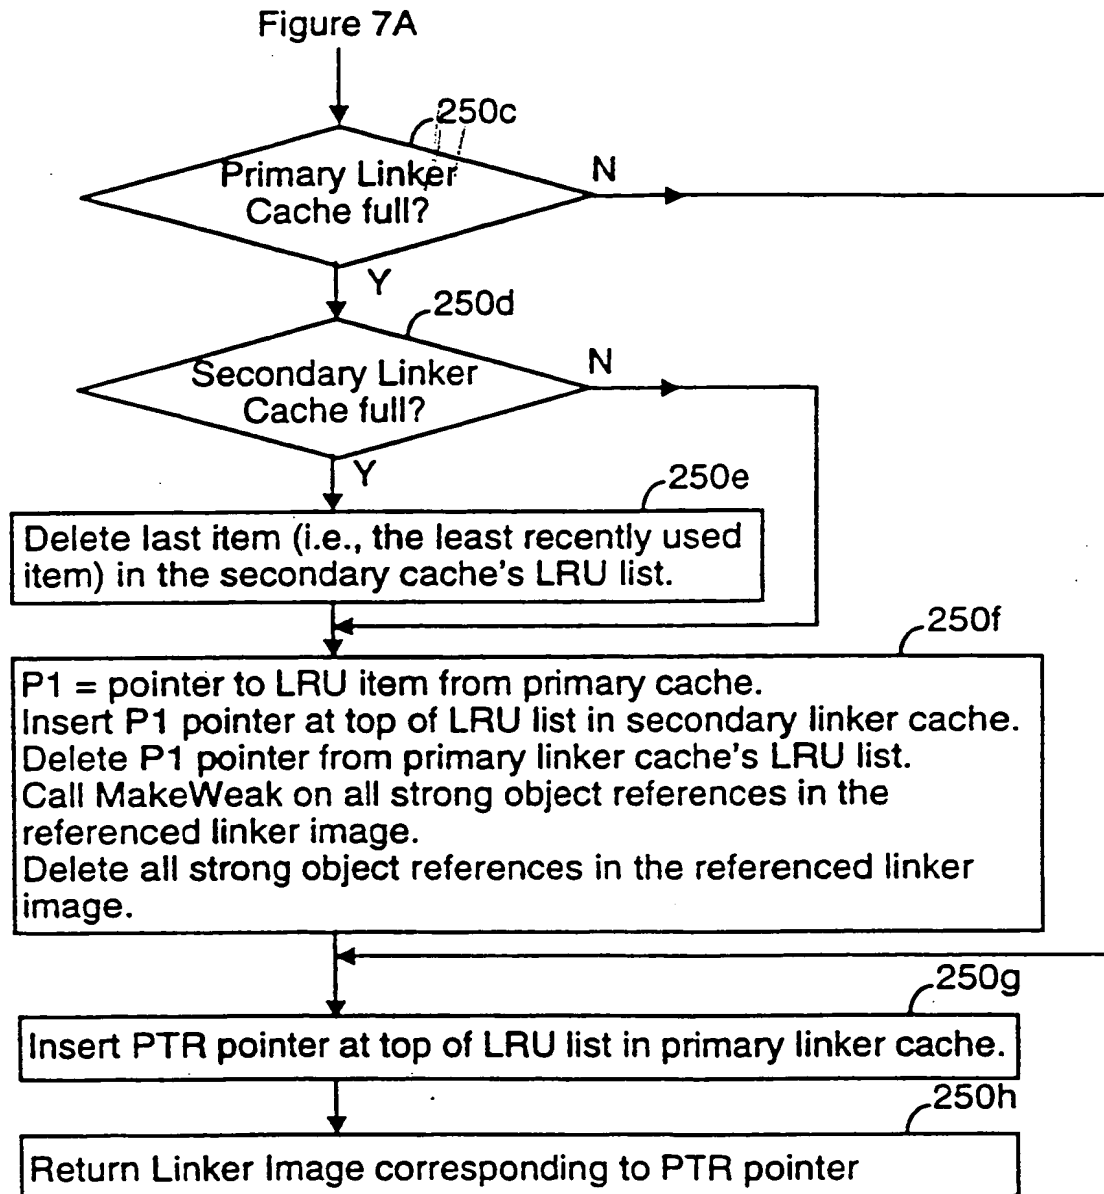 Figure 7A
250c
Primary Linker
Cache full?
N
Y
250d
Secondary Linker
Cache full?
N
Y
250e
Delete last item (i.e., the least recently used
item) in the secondary cache's LRU list.
250f
P1 = pointer to LRU item from primary cache.
Insert P1 pointer at top of LRU list in secondary linker cache.
Delete P1 pointer from primary linker cache's LRU list.
Call MakeWeak on all strong object references in the
referenced linker image.
Delete all strong object references in the referenced linker
image.
250g
Insert PTR pointer at top of LRU list in primary linker cache.
250h
Return Linker Image corresponding to PTR pointer